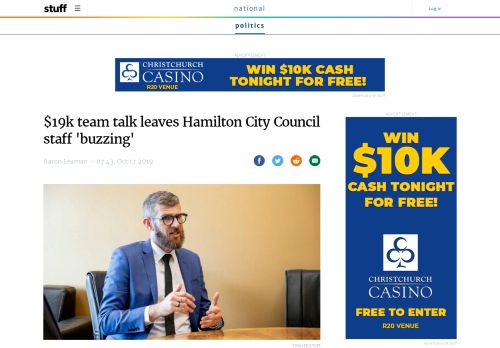 stuff
national
Log in
politics
ADVERTISEMENT
CHRISTCHURCH
CASINO
R20 VENUE
WIN $10K CASH
TONIGHT FOR FREE!
Advertise with Stuff
$19k team talk leaves Hamilton City Council
staff 'buzzing'
Aaron Leaman • 07:43, Oct 17 2019
ADVERTISEMENT
WIN
$10K
CASH TONIGHT
FOR FREE!
CHRISTCHURCH
CASINO
FREE TO ENTER
R20 VENUE
Advertise with Stuff